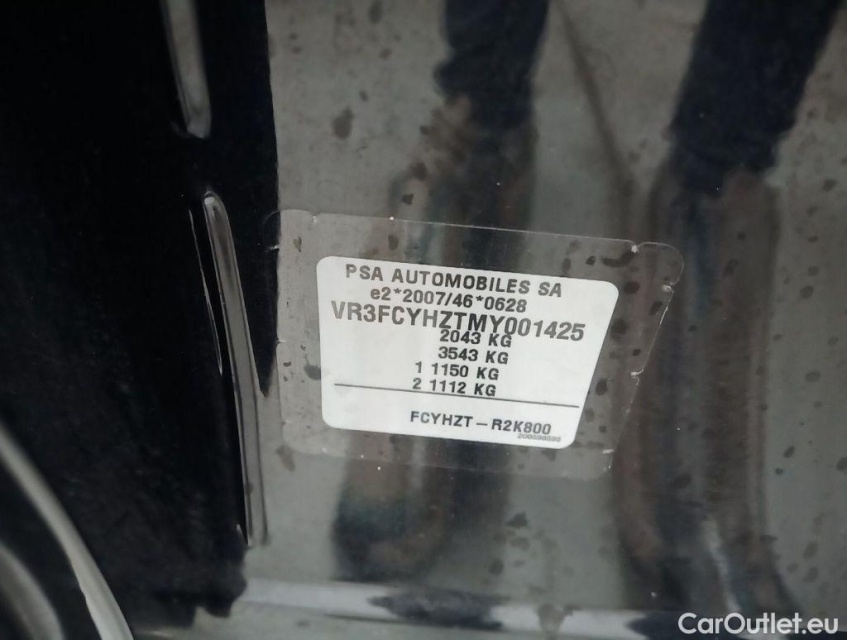 PSA AUTOMOBILES SA
e2*2007/46*0628
VR3FCYHZTMY001425
2043 KG
3543 KG
1 1150 KG
2 1112 KG
FCYHZT-R2K800
CarOutlet.eu